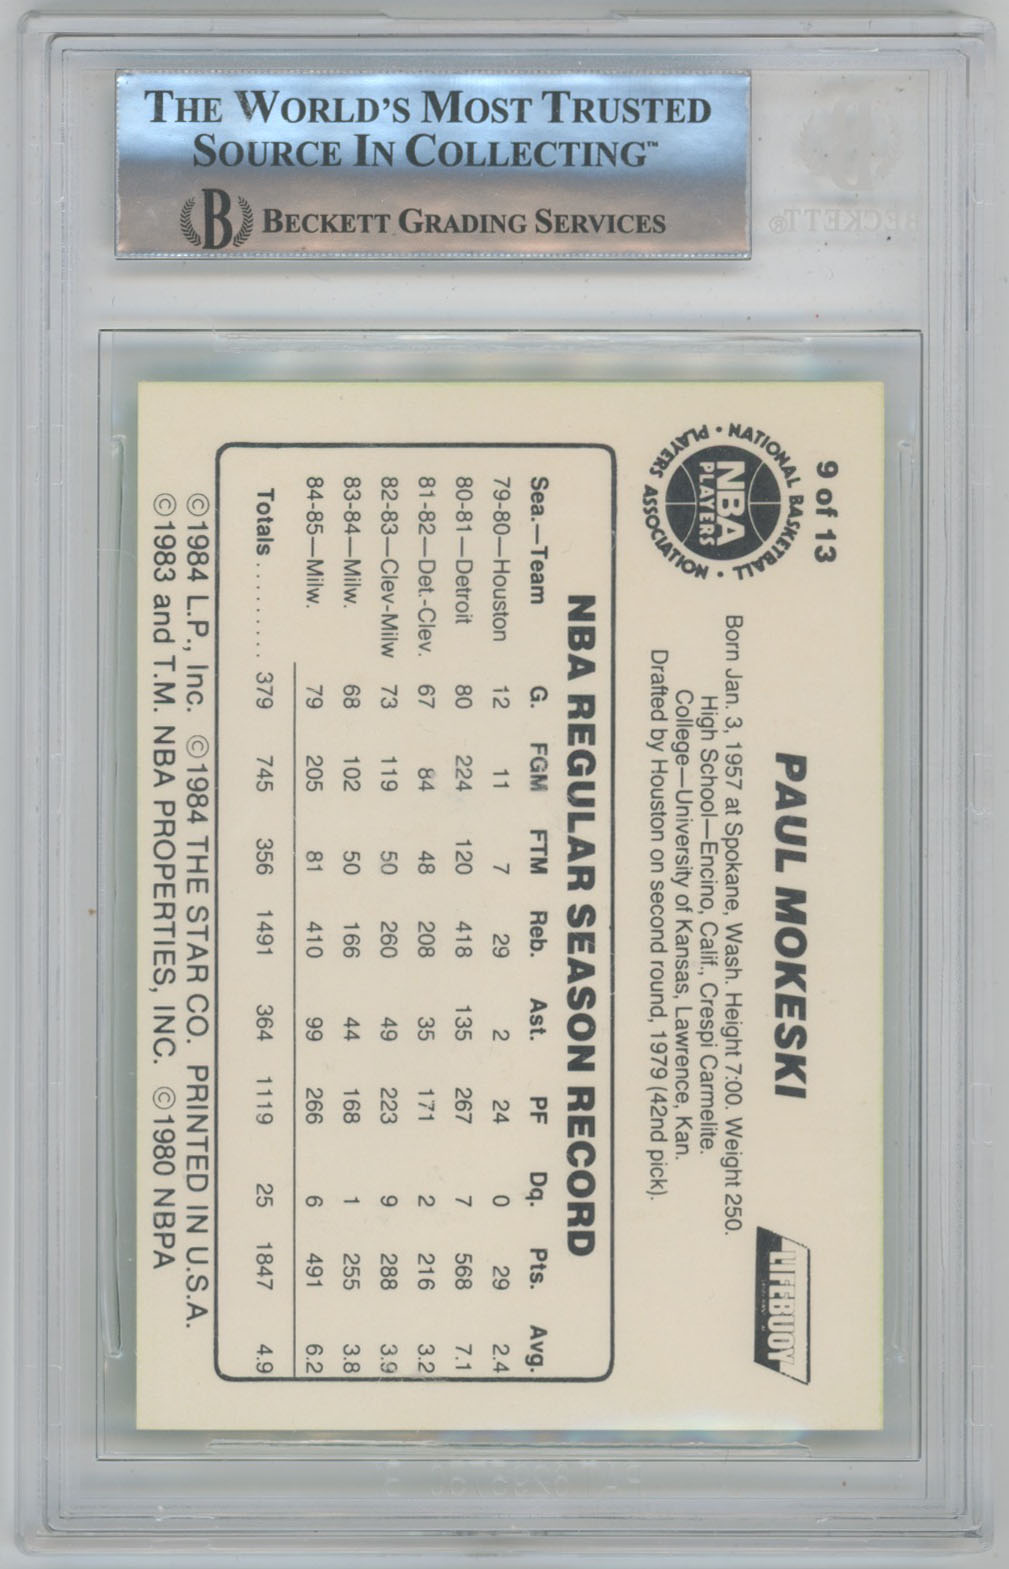 THE WORLD'S MOST TRUSTED
SOURCE IN COLLECTING™
B BECKETT GRADING SERVICES
BECKETT®
9 of 13
NATIONAL BASKETBALL PLAYERS ASSOCIATION
NBA
PLAYERS
PAUL MOKESKI
LIFEBUOY
Born Jan. 3, 1957 at Spokane, Wash. Height 7:00. Weight 250.
High School—Encino, Calif., Crespi Carmelite.
College—University of Kansas, Lawrence, Kan.
Drafted by Houston on second round, 1979 (42nd pick).
NBA REGULAR SEASON RECORD
Sea.—Team G. FGM FTM Reb. Ast. PF Dq. Pts. Avg.
79-80—Houston 12 11 7 29 2 24 0 29 2.4
80-81—Detroit 80 224 120 418 135 267 7 568 7.1
81-82—Det.-Clev. 67 84 48 208 35 171 2 216 3.2
82-83—Clev-Milw 73 119 50 260 49 223 9 288 3.9
83-84—Milw. 68 102 50 166 44 168 1 255 3.8
84-85—Milw. 79 205 81 410 99 266 6 491 6.2
Totals ......... 379 745 356 1491 364 1119 25 1847 4.9
©1984 L.P., Inc. ©1984 THE STAR CO. PRINTED IN U.S.A.
©1983 and T.M. NBA PROPERTIES, INC. ©1980 NBPA